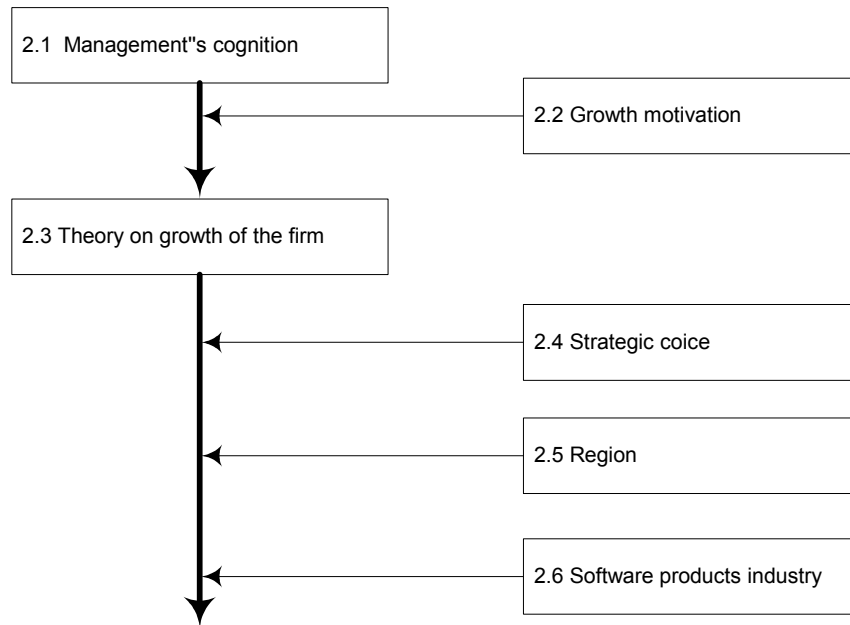 2.1 Management"s cognition
2.2 Growth motivation
2.3 Theory on growth of the firm
2.4 Strategic coice
2.5 Region
2.6 Software products industry